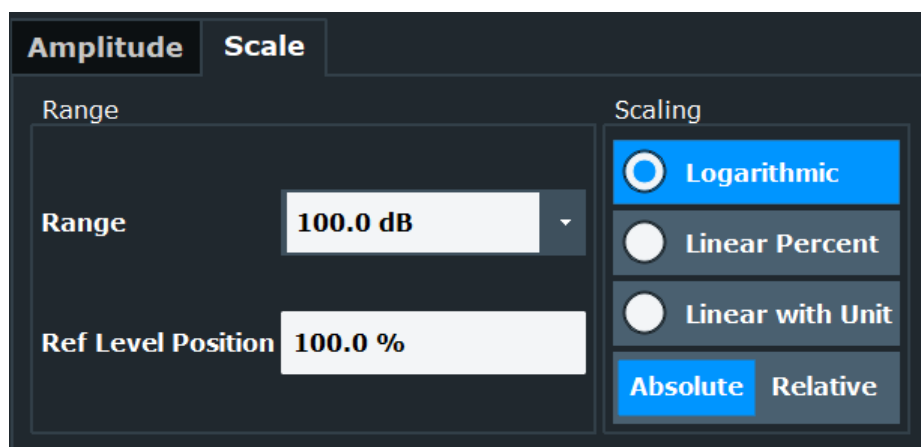 Amplitude Scale
Range
Range 100.0 dB
Ref Level Position 100.0 %
Scaling
Logarithmic
Linear Percent
Linear with Unit
Absolute Relative